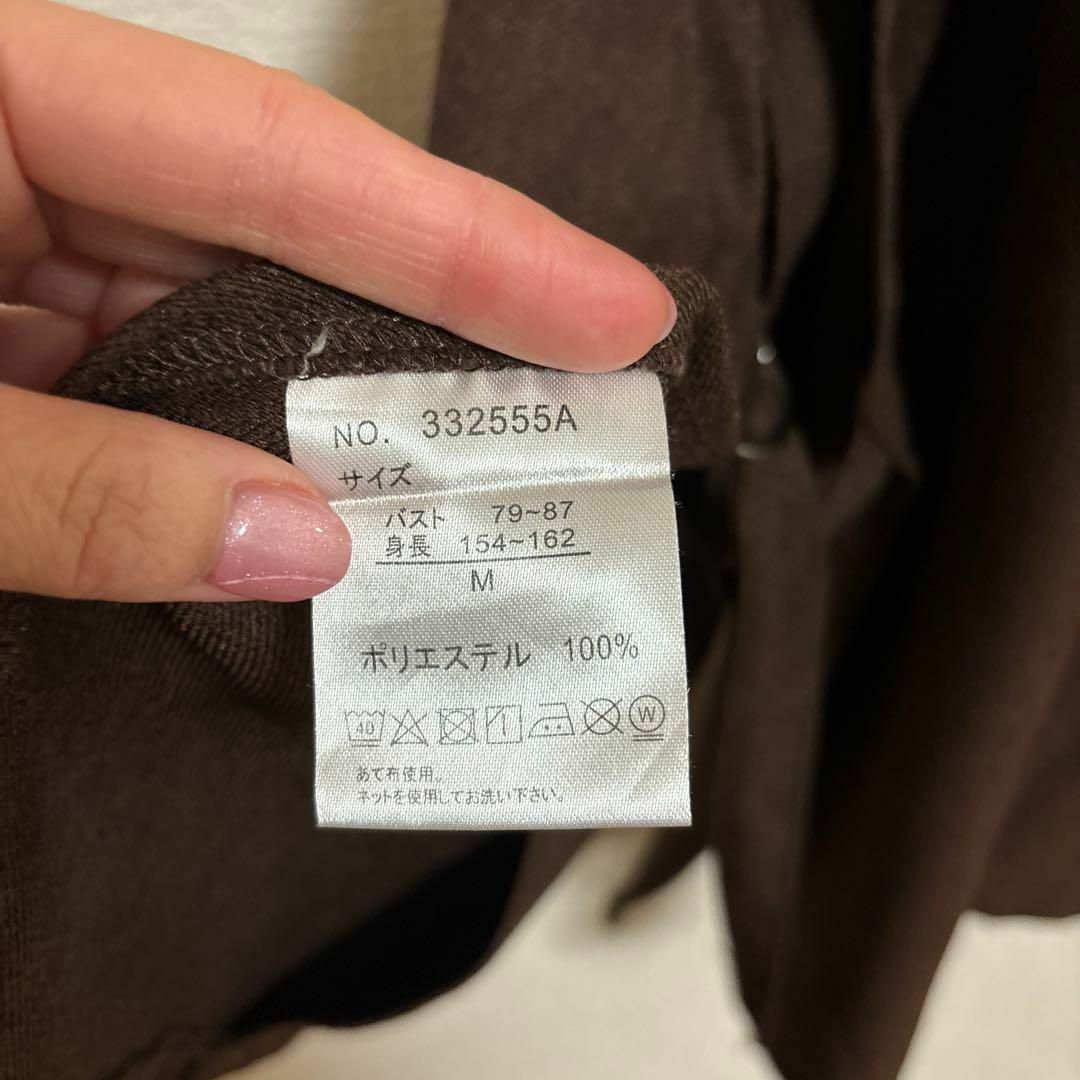 NO. 332555A
サイズ
バスト 79~87
身長 154~162
M
ポリエステル 100%
40 W
あて布使用。
ネットを使用してお洗い下さい。